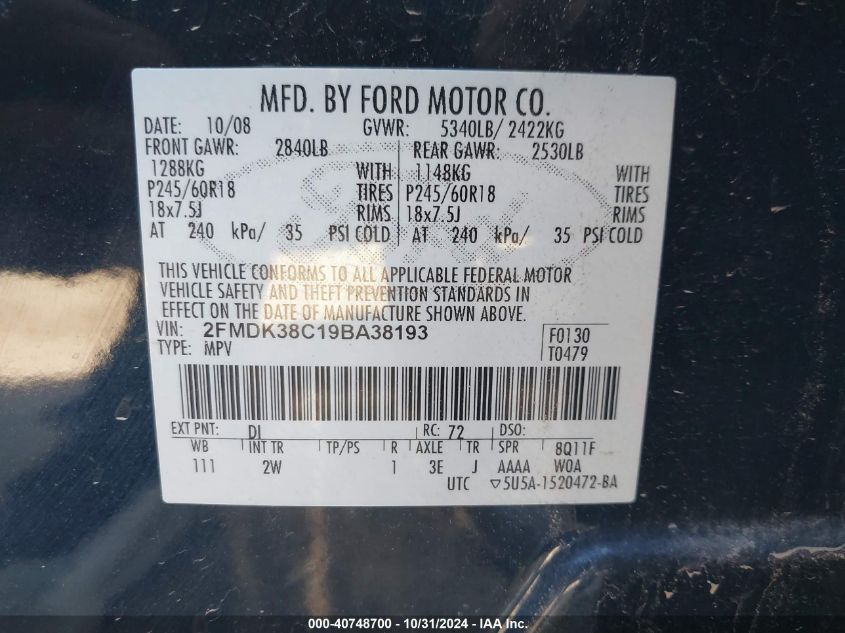 MFD. BY FORD MOTOR CO.
DATE: 10/08 GVWR: 5340LB/ 2422KG
FRONT GAWR: 2840LB REAR GAWR: 2530LB
1288KG WITH 1148KG WITH
P245/60R18 TIRES P245/60R18 TIRES
18x7.5J RIMS 18x7.5J RIMS
AT 240 kPa/ 35 PSI COLD AT 240 kPa/ 35 PSI COLD
THIS VEHICLE CONFORMS TO ALL APPLICABLE FEDERAL MOTOR
VEHICLE SAFETY AND THEFT PREVENTION STANDARDS IN
EFFECT ON THE DATE OF MANUFACTURE SHOWN ABOVE.
VIN: 2FMDK38C19BA38193 F0130
TYPE: MPV T0479
EXT PNT: DI RC: 72 DSO:
WB INT TR TP/PS R AXLE TR SPR 8Q11F
111 2W 1 3E J AAAA WOA
UTC ▽5U5A-1520472-BA
000-40748700 - 10/31/2024 - IAA Inc.